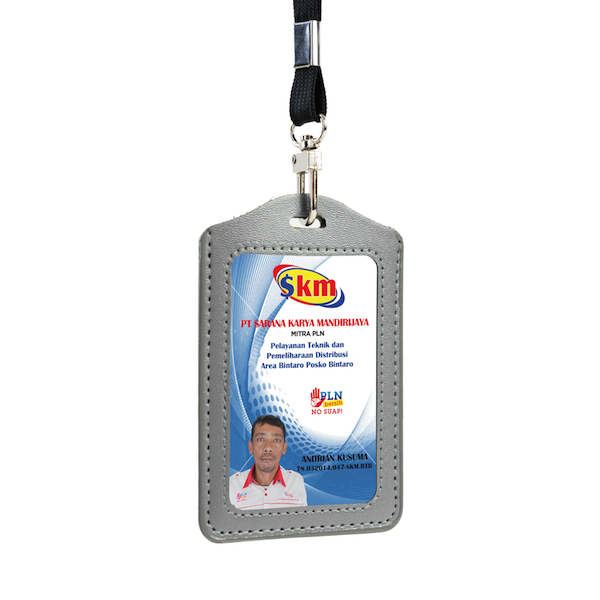 $km
PT SARANA KARYA MANDIRIJAYA
MITRA PLN
Pelayanan Teknik dan
Pemeliharaan Distribusi
Area Bintaro Posko Bintaro
PLN
bersih
NO SUAP!
ANDRIAN KUSUMA
78.032014.047-SKM.BTR
PLN